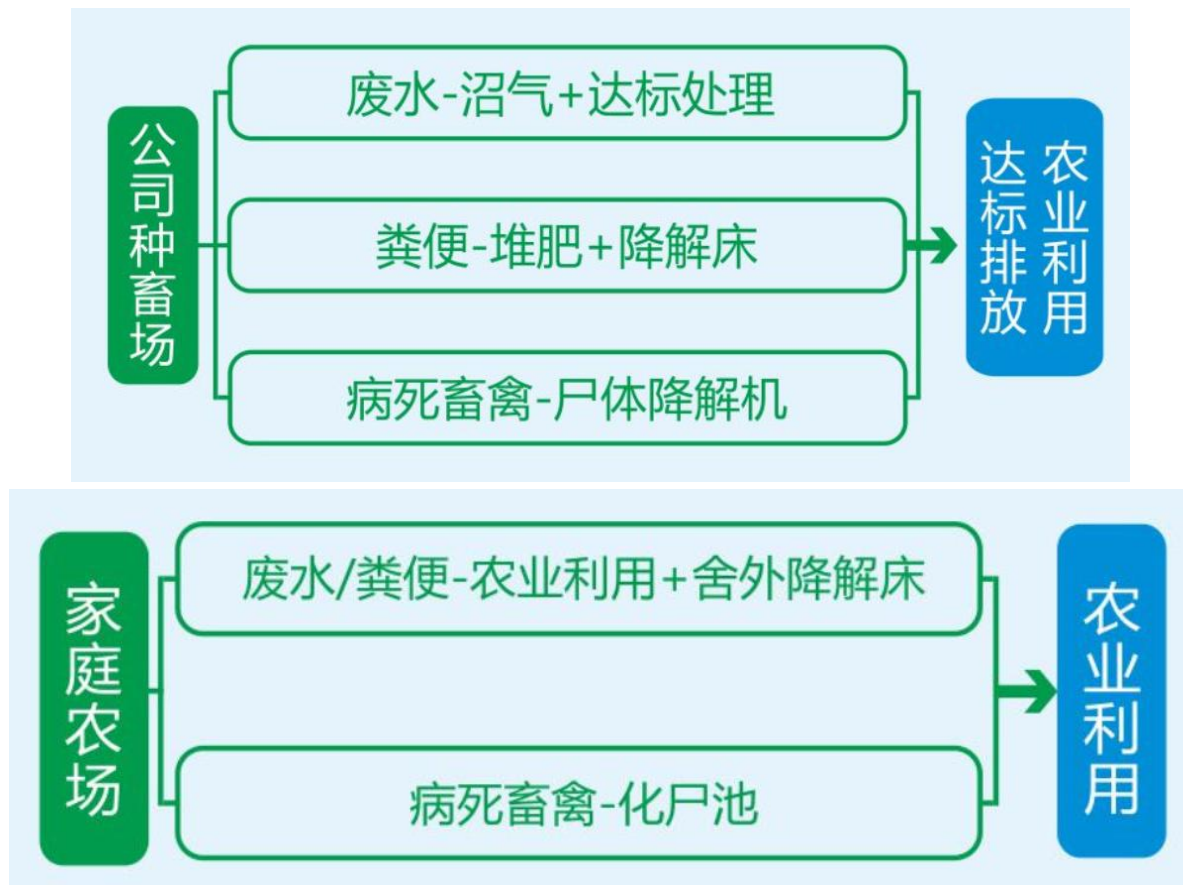 公司种畜场
废水-沼气+达标处理
粪便-堆肥+降解床
病死畜禽-尸体降解机
农业利用
达标排放
家庭农场
废水/粪便-农业利用+舍外降解床
病死畜禽-化尸池
农业利用